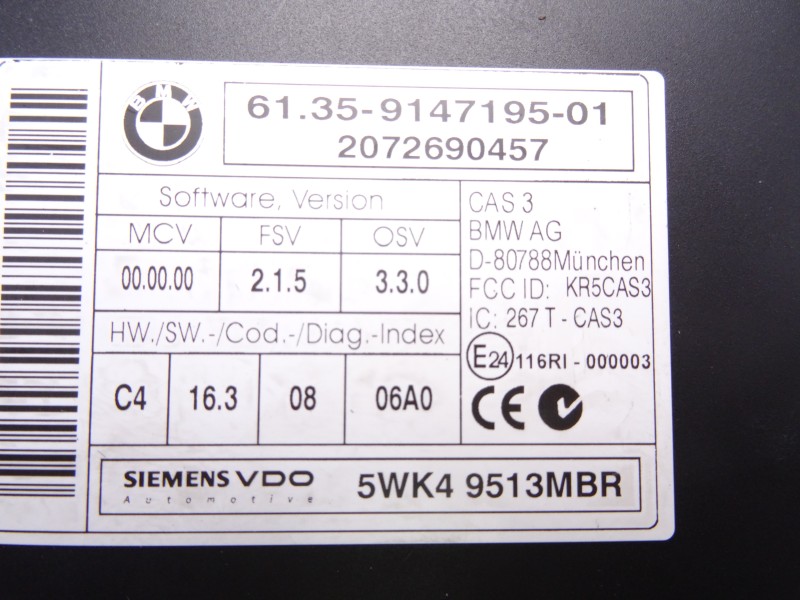 BMW
61.35-9147195-01
2072690457
Software, Version
MCV FSV OSV
00.00.00 2.1.5 3.3.0
HW./SW.-/Cod.-/Diag.-Index
C4 16.3 08 06A0
CAS 3
BMW AG
D-80788München
FCC ID: KR5CAS3
IC: 267 T - CAS3
E24 116RI - 000003
CE
SIEMENS VDO
Automotive
5WK4 9513MBR